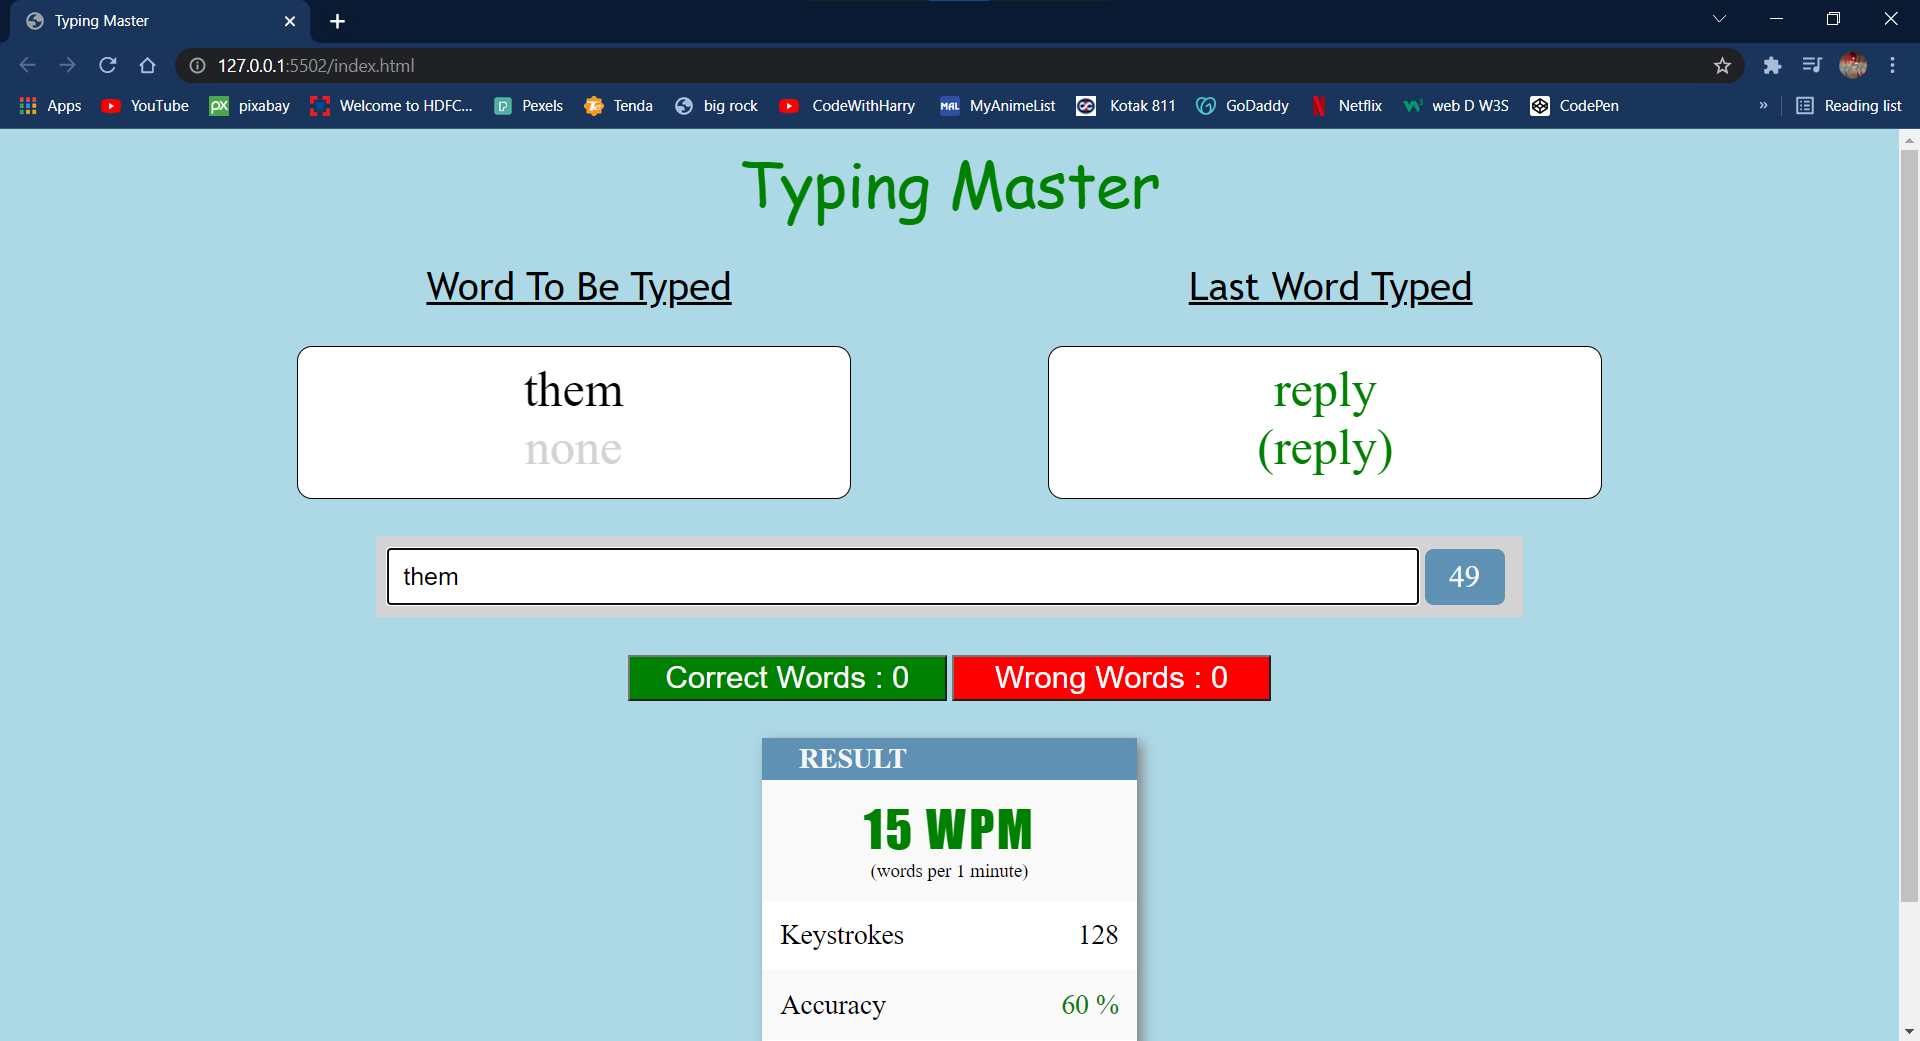 Typing Master
127.0.0.1:5502/index.html
Apps YouTube pixabay Welcome to HDFC... Pexels Tenda big rock CodeWithHarry MyAnimeList Kotak 811 GoDaddy Netflix web D W3S CodePen » Reading list
Typing Master
Word To Be Typed
Last Word Typed
them
none
reply
(reply)
them
49
Correct Words : 0
Wrong Words : 0
RESULT
15 WPM
(words per 1 minute)
Keystrokes 128
Accuracy 60 %